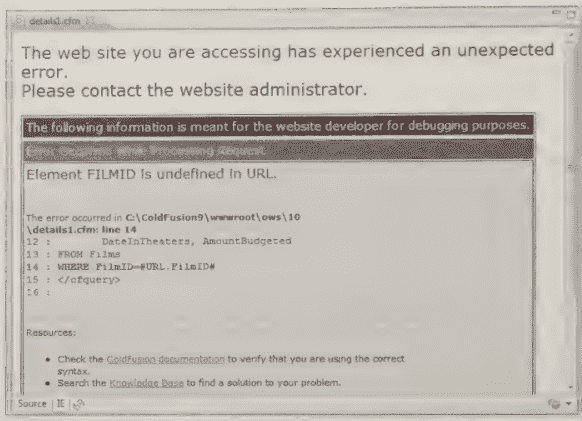 details1.cfm
The web site you are accessing has experienced an unexpected
error.
Please contact the website administrator.
The following information is meant for the website developer for debugging purposes.
Error Occurred While Processing Request
Element FILMID is undefined in URL.
The error occurred in C:\ColdFusion9\wwwroot\ows\10
\details1.cfm: line 14
12 : DateInTheaters, AmountBudgeted
13 : FROM Films
14 : WHERE FilmID=#URL.FilmID#
15 : </cfquery>
16 :
Resources:
• Check the ColdFusion documentation to verify that you are using the correct
syntax.
• Search the Knowledge Base to find a solution to your problem.
Source | IE |